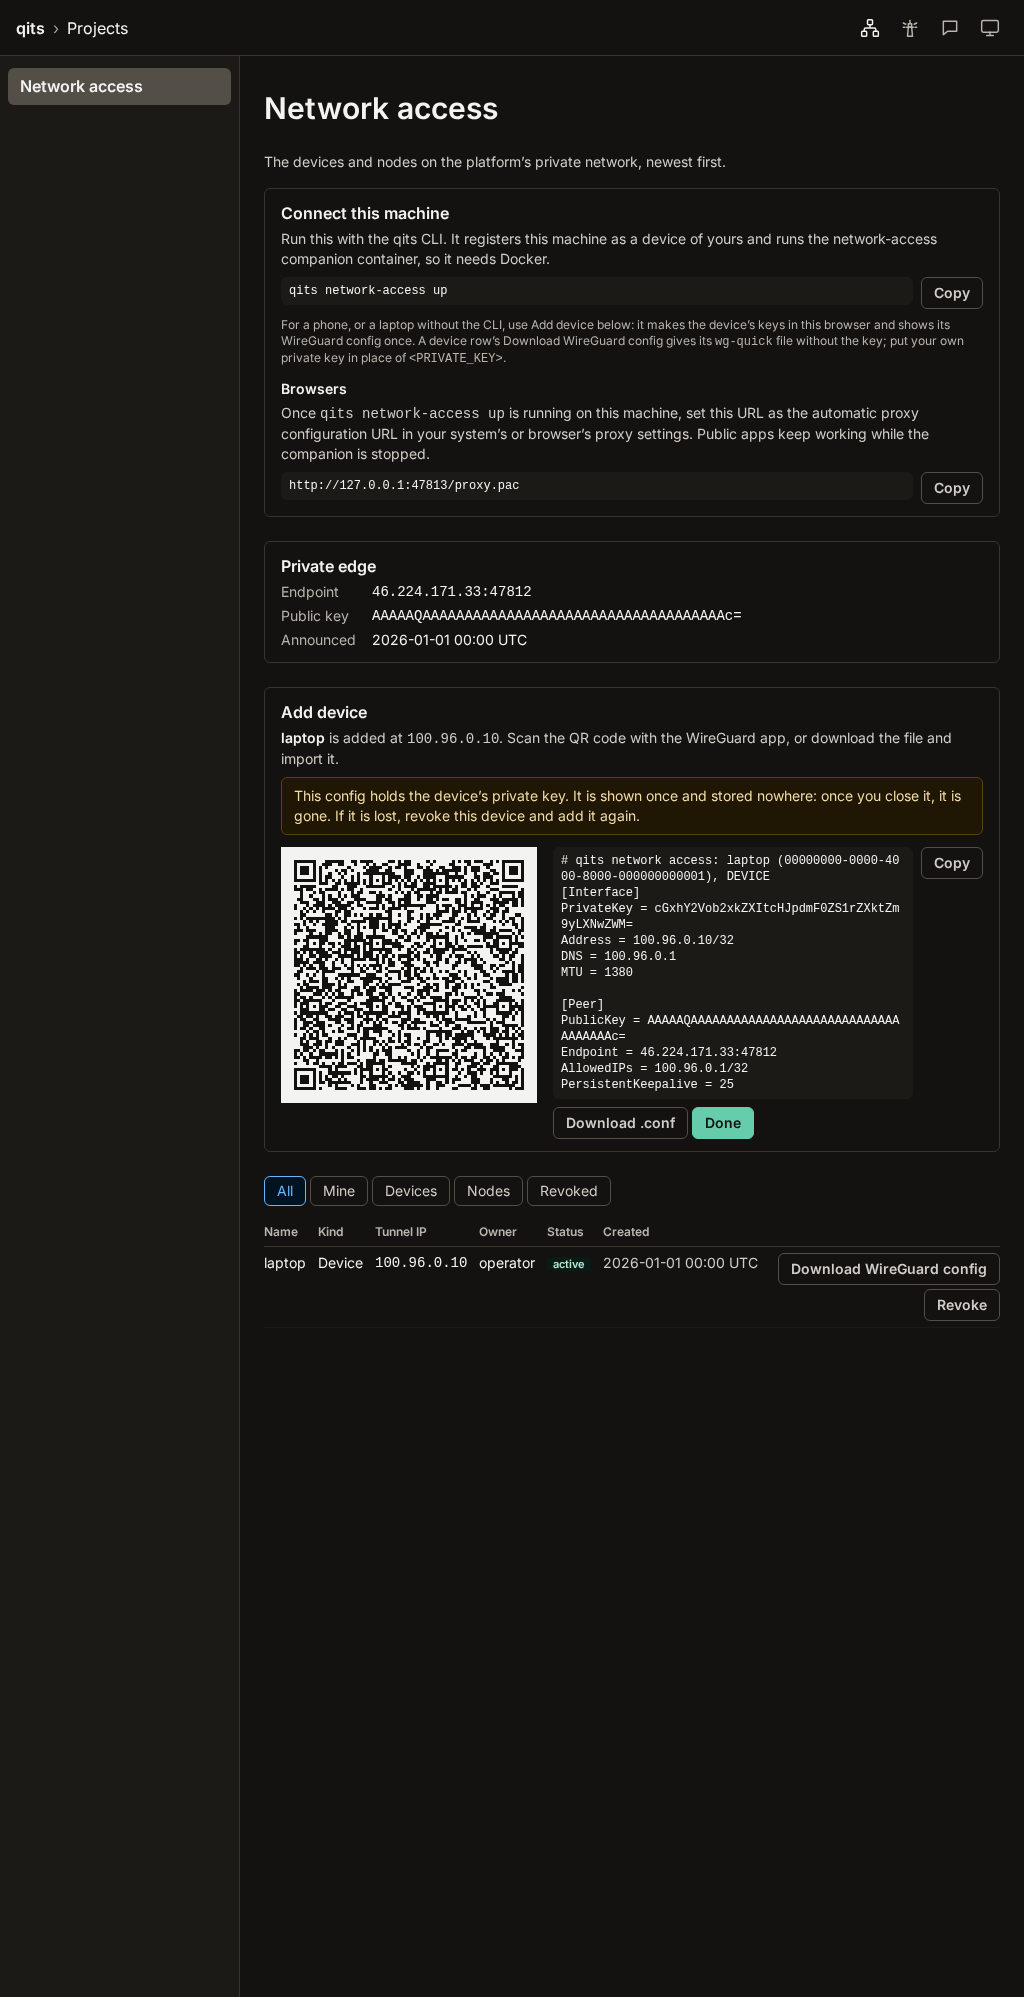 qits › Projects
Network access
Network access
The devices and nodes on the platform’s private network, newest first.
Connect this machine
Run this with the qits CLI. It registers this machine as a device of yours and runs the network-access
companion container, so it needs Docker.
qits network-access up
Copy
For a phone, or a laptop without the CLI, use Add device below: it makes the device’s keys in this browser and shows its
WireGuard config once. A device row’s Download WireGuard config gives its wg-quick file without the key; put your own
private key in place of <PRIVATE_KEY>.
Browsers
Once qits network-access up is running on this machine, set this URL as the automatic proxy
configuration URL in your system’s or browser’s proxy settings. Public apps keep working while the
companion is stopped.
http://127.0.0.1:47813/proxy.pac
Copy
Private edge
Endpoint 46.224.171.33:47812
Public key AAAAAQAAAAAAAAAAAAAAAAAAAAAAAAAAAAAAAAAAAAc=
Announced 2026-01-01 00:00 UTC
Add device
laptop is added at 100.96.0.10. Scan the QR code with the WireGuard app, or download the file and
import it.
This config holds the device’s private key. It is shown once and stored nowhere: once you close it, it is
gone. If it is lost, revoke this device and add it again.
# qits network access: laptop (00000000-0000-40
00-8000-000000000001), DEVICE
[Interface]
PrivateKey = cGxhY2Vob2xkZXItcHJpdmF0ZS1rZXktZm
9yLXNwZWM=
Address = 100.96.0.10/32
DNS = 100.96.0.1
MTU = 1380
[Peer]
PublicKey = AAAAAQAAAAAAAAAAAAAAAAAAAAAAAAAAAAA
AAAAAAAc=
Endpoint = 46.224.171.33:47812
AllowedIPs = 100.96.0.1/32
PersistentKeepalive = 25
Copy
Download .conf Done
All Mine Devices Nodes Revoked
Name Kind Tunnel IP Owner Status Created
laptop Device 100.96.0.10 operator active 2026-01-01 00:00 UTC Download WireGuard config
Revoke